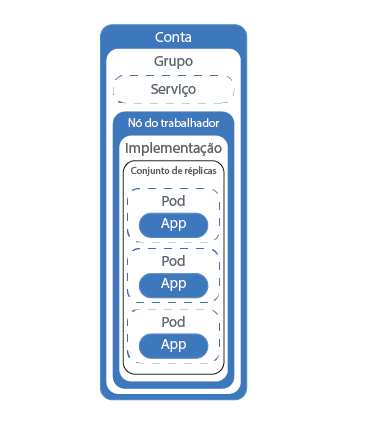 Conta
Grupo
Serviço
Nó do trabalhador
Implementação
Conjunto de réplicas
Pod
App
Pod
App
Pod
App